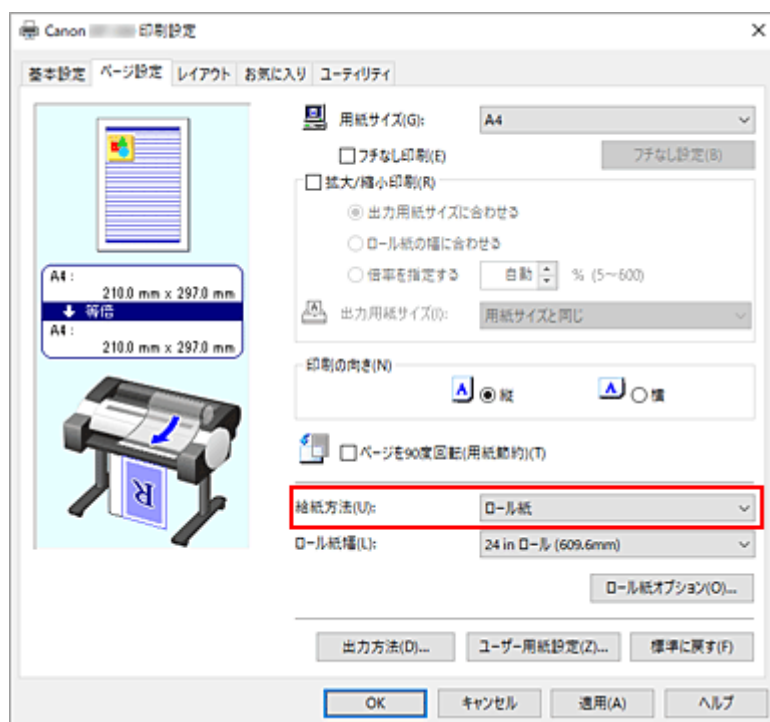 Canon 印刷設定
基本設定 ページ設定 レイアウト お気に入り ユーティリティ
用紙サイズ(G): A4
フチなし印刷(E) フチなし設定(B)
拡大/縮小印刷(R)
出力用紙サイズに合わせる
ロール紙の幅に合わせる
倍率を指定する 自動 % (5～600)
出力用紙サイズ(I): 用紙サイズと同じ
A4 :
210.0 mm x 297.0 mm
等倍
A4 :
210.0 mm x 297.0 mm
印刷の向き(N)
A 縦 A 横
ページを90度回転(用紙節約)(T)
R
給紙方法(U): ロール紙
ロール紙幅(L): 24 in ロール (609.6mm)
ロール紙オプション(O)...
出力方法(D)... ユーザー用紙設定(Z)... 標準に戻す(F)
OK キャンセル 適用(A) ヘルプ